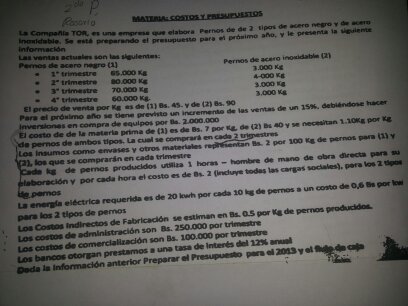 2do P
Rosario
MATERIA: COSTOS Y PRESUPUESTOS
La Compañía TOR, es una empresa que elabora Pernos de de 2 tipos de acero negro y de acero
inoxidable. Se está preparando el presupuesto para el próximo año, y le presenta la siguiente
información
Las ventas actuales son las siguientes:
Pernos de acero negro (1) Pernos de acero inoxidable (2)
1° trimestre 65.000 Kg 3.000 Kg
2° trimestre 80.000 Kg 4-000 Kg
3° trimestre 70.000 Kg 3.000 Kg
4° trimestre 60.000 Kg. 3,000 Kg
El precio de venta por Kg es de (1) Bs. 45. y de (2) Bs. 90
Para el próximo año se tiene previsto un incremento de las ventas de un 15%, debiéndose hacer
inversiones en compra de equipos por Bs. 2.000.000
El costo de de la materia prima de (1) es de Bs. 7 por Kg, de (2) Bs 40 y se necesitan 1.10Kg por Kg
de pernos de ambos tipos. La cual se comprará en cada 2 trimestres
Los insumos como envases y otros materiales representan Bs. 2 por 100 Kg de pernos para (1) y
(2), los que se comprarán en cada trimestre
Cada kg de pernos producidos utiliza 1 horas – hombre de mano de obra directa para su
elaboración y por cada hora el costo es de Bs. 2 (incluye todas las cargas sociales), para los 2 tipos
de pernos
La energía eléctrica requerida es de 20 kwh por cada 10 kg de pernos a un costo de 0,6 Bs por kw
para los 2 tipos de pernos
Los Costos Indirectos de Fabricación se estiman en Bs. 0.5 por Kg de pernos producidos.
Los costos de administración son Bs. 250.000 por trimestre
Los costos de comercialización son Bs. 100.000 por trimestre
Los bancos otorgan prestamos a una tasa de interés del 12% anual
Dada la Información anterior Preparar el Presupuesto para el 2013 y el flujo de caja